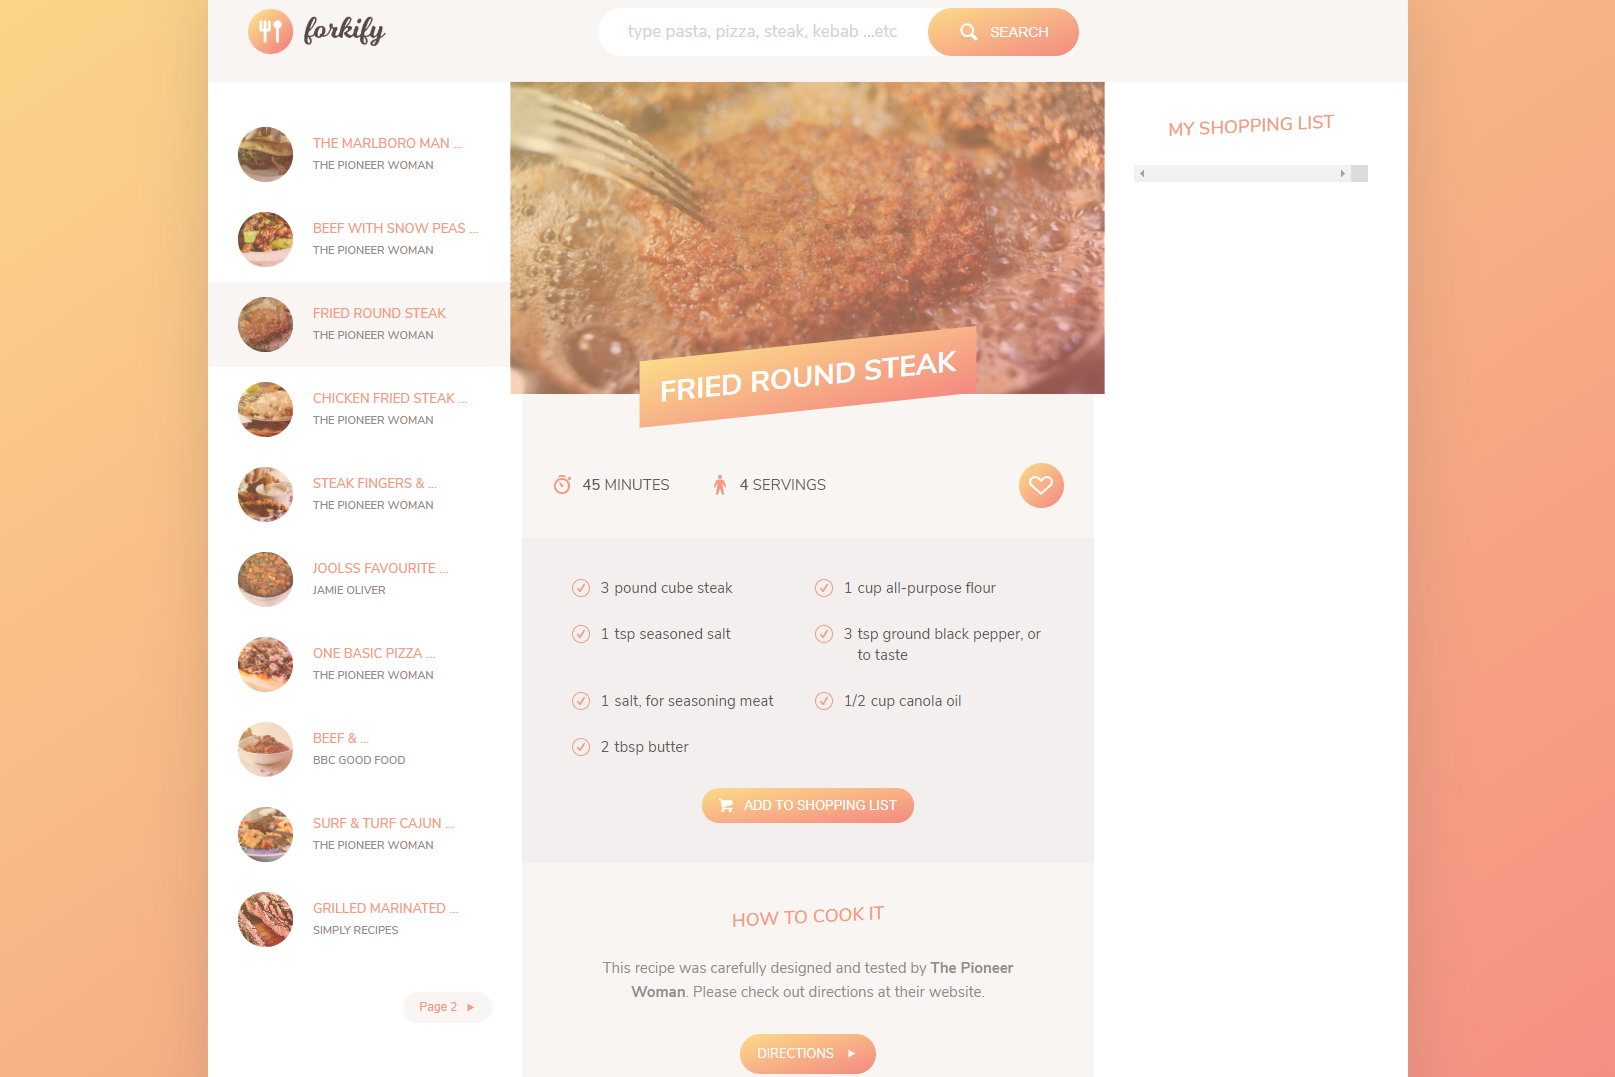 forkify
type pasta, pizza, steak, kebab ...etc
SEARCH
THE MARLBORO MAN ...
THE PIONEER WOMAN
BEEF WITH SNOW PEAS ...
THE PIONEER WOMAN
FRIED ROUND STEAK
THE PIONEER WOMAN
CHICKEN FRIED STEAK ...
THE PIONEER WOMAN
STEAK FINGERS & ...
THE PIONEER WOMAN
JOOLSS FAVOURITE ...
JAMIE OLIVER
ONE BASIC PIZZA ...
THE PIONEER WOMAN
BEEF & ...
BBC GOOD FOOD
SURF & TURF CAJUN ...
THE PIONEER WOMAN
GRILLED MARINATED ...
SIMPLY RECIPES
Page 2
FRIED ROUND STEAK
45 MINUTES
4 SERVINGS
3 pound cube steak
1 cup all-purpose flour
1 tsp seasoned salt
3 tsp ground black pepper, or
to taste
1 salt, for seasoning meat
1/2 cup canola oil
2 tbsp butter
ADD TO SHOPPING LIST
HOW TO COOK IT
This recipe was carefully designed and tested by The Pioneer
Woman. Please check out directions at their website.
DIRECTIONS
MY SHOPPING LIST